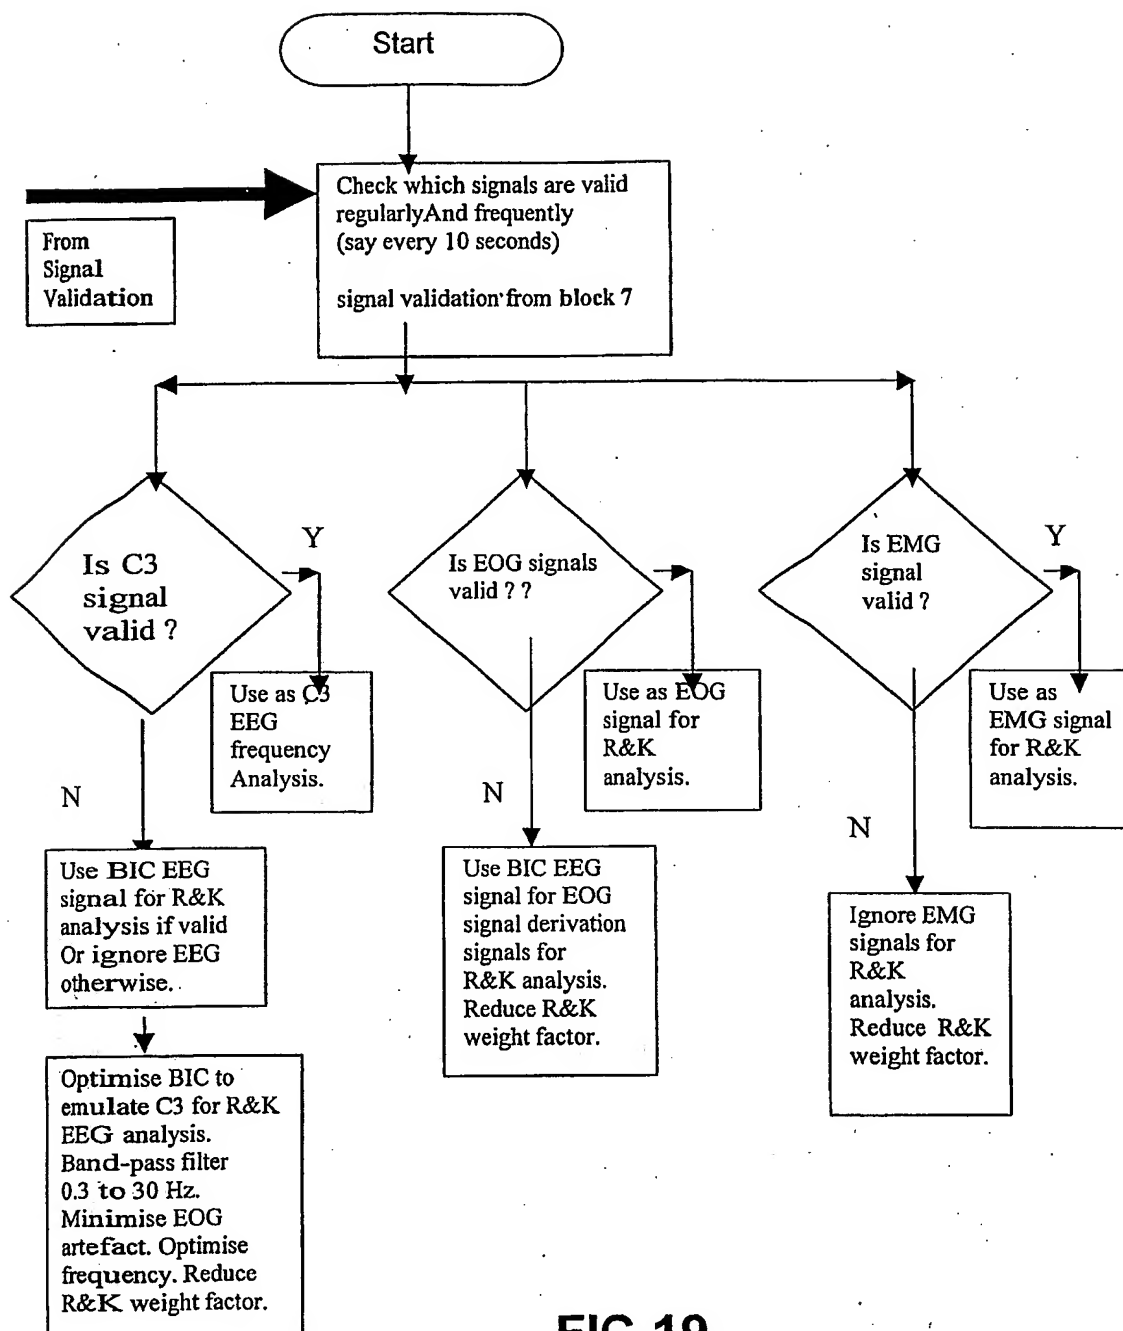 Start
Check which signals are valid
regularlyAnd frequently
(say every 10 seconds)
signal validation from block 7
From
Signal
Validation
Is C3
signal
valid ?
Y
N
Use as C3
EEG
frequency
Analysis.
Use BIC EEG
signal for R&K
analysis if valid
Or ignore EEG
otherwise.
Optimise BIC to
emulate C3 for R&K
EEG analysis.
Band-pass filter
0.3 to 30 Hz.
Minimise EOG
artefact. Optimise
frequency. Reduce
R&K weight factor.
Is EOG signals
valid ? ?
N
Use as EOG
signal for
R&K
analysis.
Use BIC EEG
signal for EOG
signal derivation
signals for
R&K analysis.
Reduce R&K
weight factor.
Is EMG
signal
valid ?
Y
N
Use as
EMG signal
for R&K
analysis.
Ignore EMG
signals for
R&K
analysis.
Reduce R&K
weight factor.
FIG 19